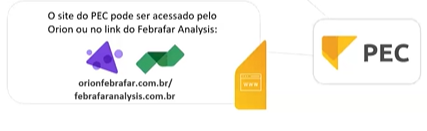 O site do PEC pode ser acessado pelo
Orion ou no link do Febrafar Analysis:
orionfebrafar.com.br/
febrafaranalysis.com.br
www
PEC